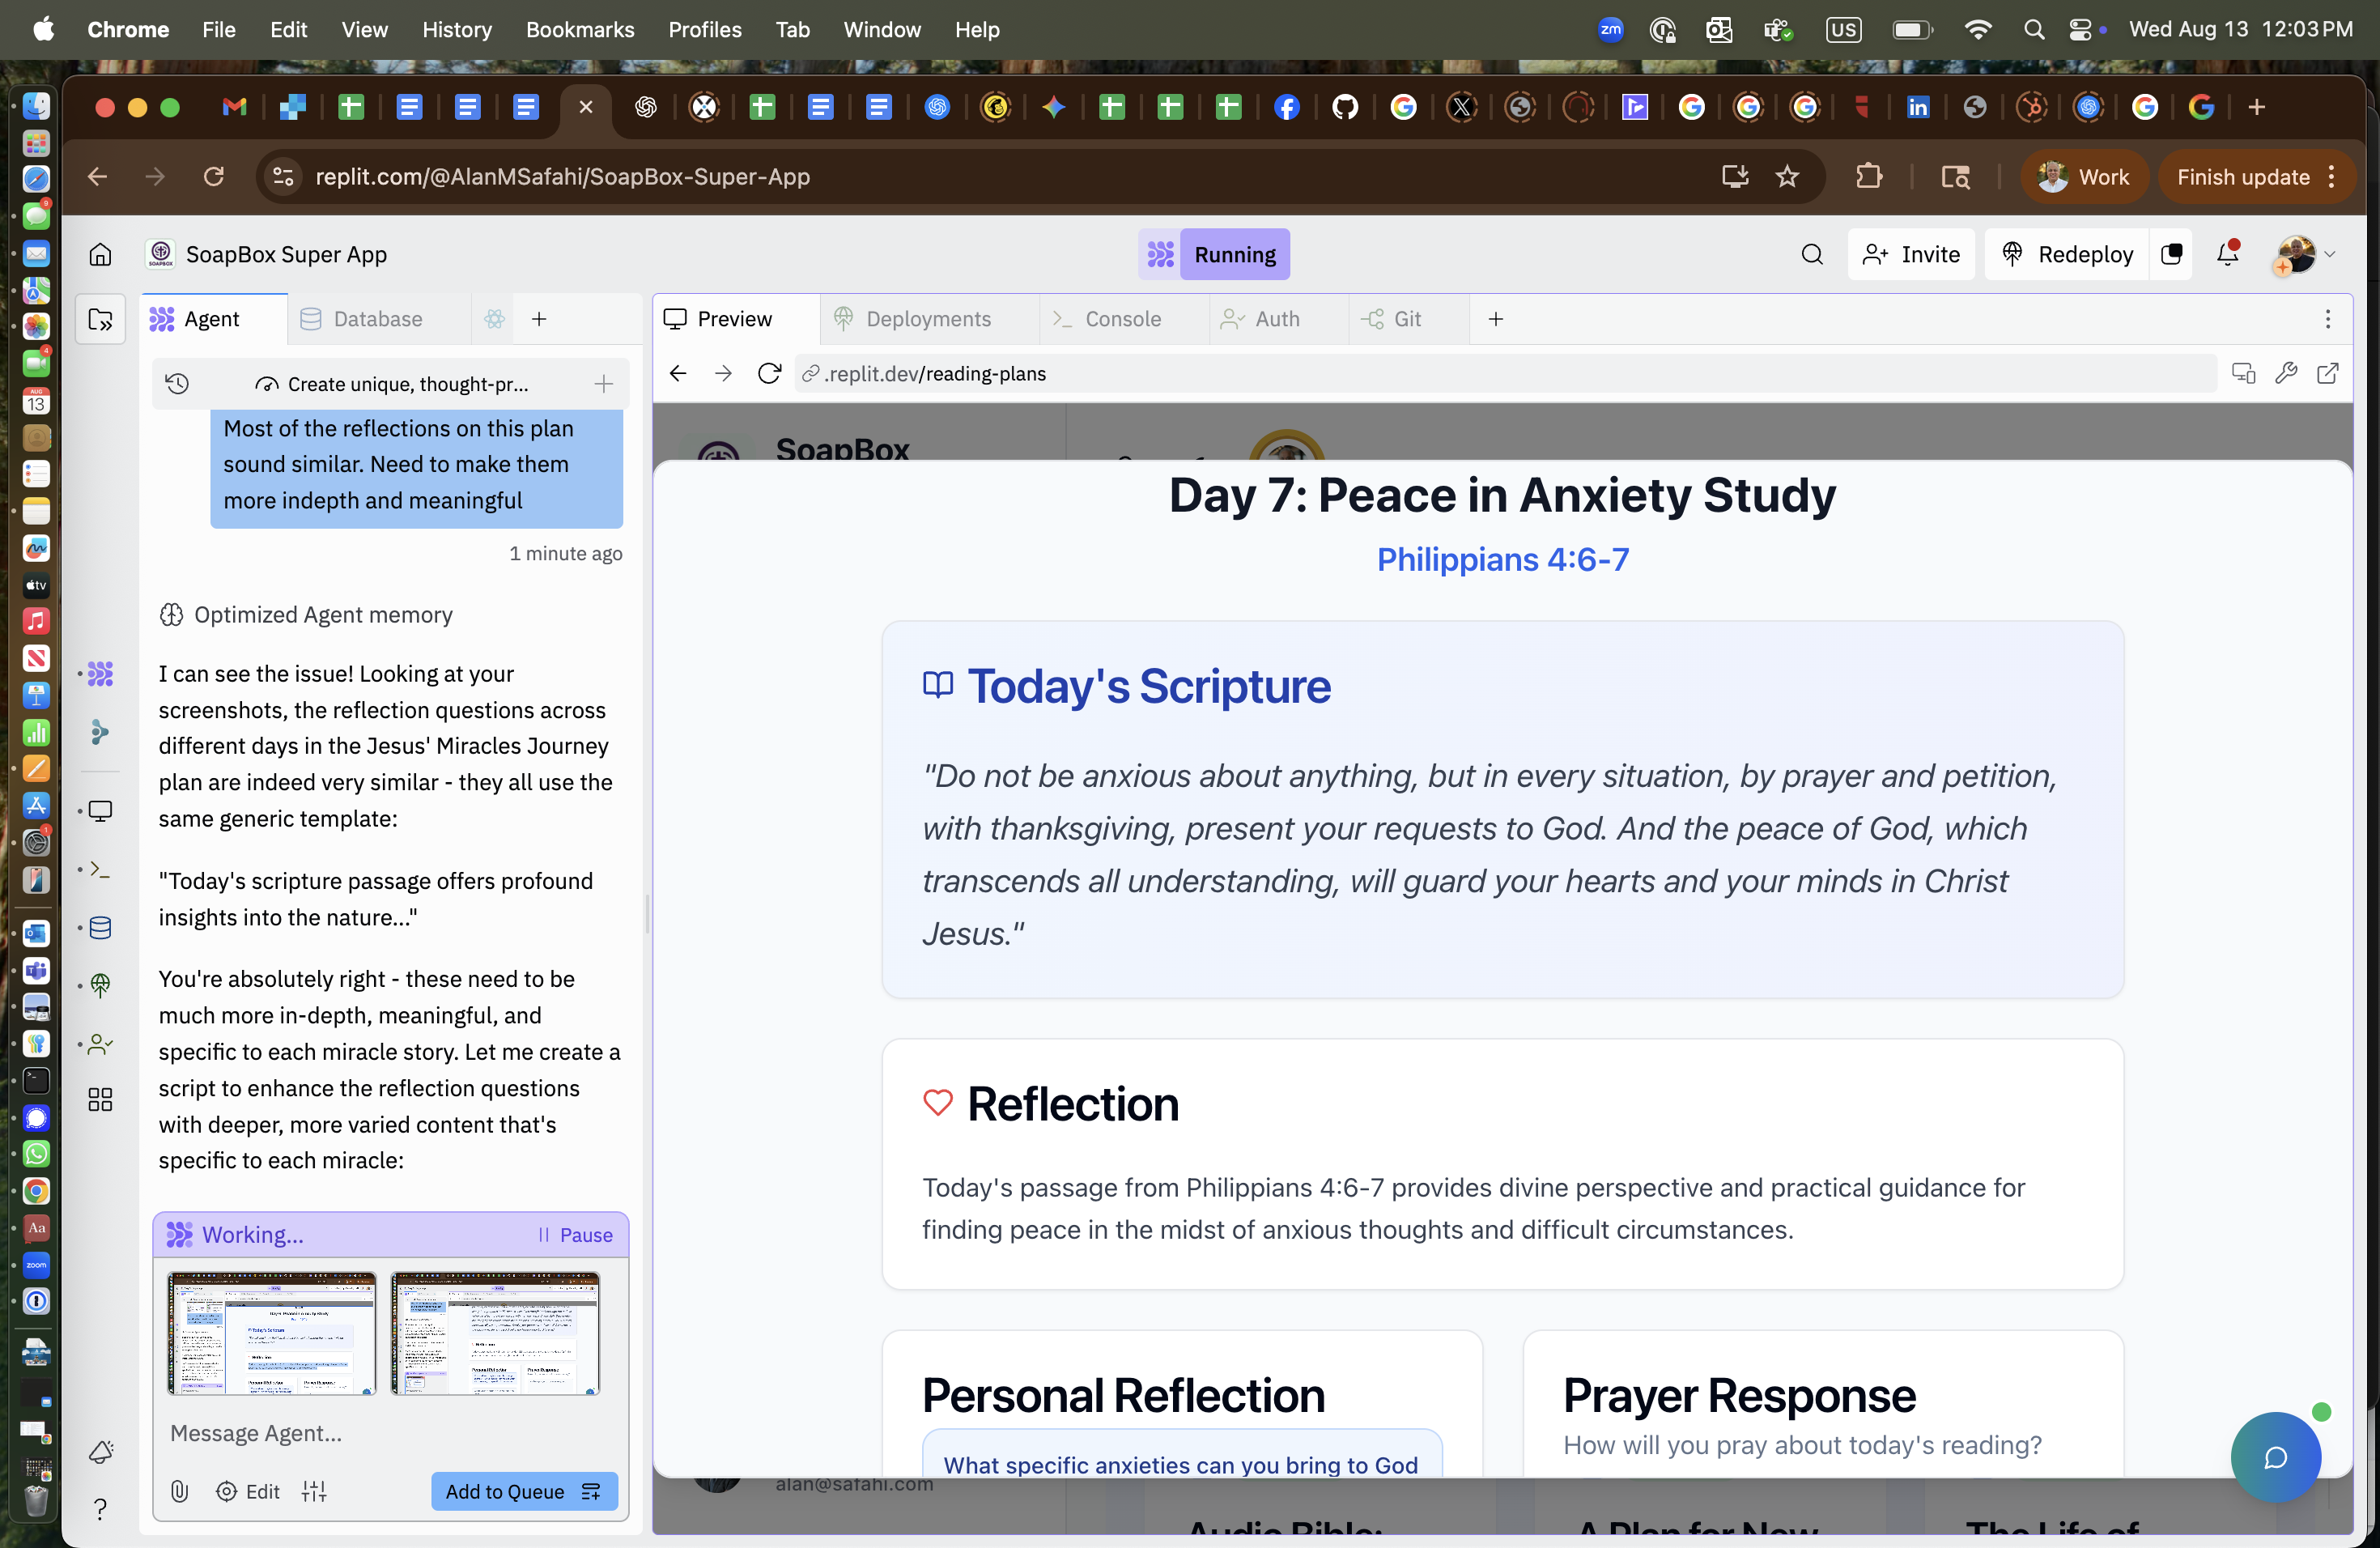 Chrome File Edit View History Bookmarks Profiles Tab Window Help
zm US Wed Aug 13 12:03 PM
replit.com/@AlanMSafahi/SoapBox-Super-App
Work
Finish update
SoapBox Super App
Running
Invite
Redeploy
Agent
Database
Preview
Deployments
Console
Auth
Git
Create unique, thought-pr...
.replit.dev/reading-plans
Most of the reflections on this plan
sound similar. Need to make them
more indepth and meaningful
1 minute ago
Optimized Agent memory
I can see the issue! Looking at your
screenshots, the reflection questions across
different days in the Jesus' Miracles Journey
plan are indeed very similar - they all use the
same generic template:
"Today's scripture passage offers profound
insights into the nature..."
You're absolutely right - these need to be
much more in-depth, meaningful, and
specific to each miracle story. Let me create a
script to enhance the reflection questions
with deeper, more varied content that's
specific to each miracle:
Working...
Pause
Message Agent...
Edit
Add to Queue
SoapBox
Day 7: Peace in Anxiety Study
Philippians 4:6-7
Today's Scripture
"Do not be anxious about anything, but in every situation, by prayer and petition,
with thanksgiving, present your requests to God. And the peace of God, which
transcends all understanding, will guard your hearts and your minds in Christ
Jesus."
Reflection
Today's passage from Philippians 4:6-7 provides divine perspective and practical guidance for
finding peace in the midst of anxious thoughts and difficult circumstances.
Personal Reflection
What specific anxieties can you bring to God
Prayer Response
How will you pray about today's reading?
alan@safahi.com
Audio Bible:
A Plan for New
The Life of